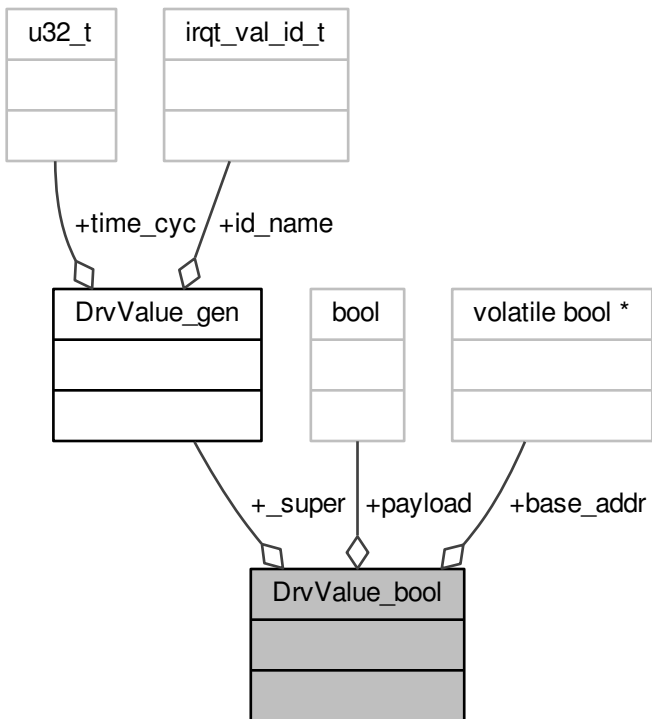 u32_t
irqt_val_id_t
+time_cyc
+id_name
DrvValue_gen
bool
volatile bool *
+_super
+payload
+base_addr
DrvValue_bool